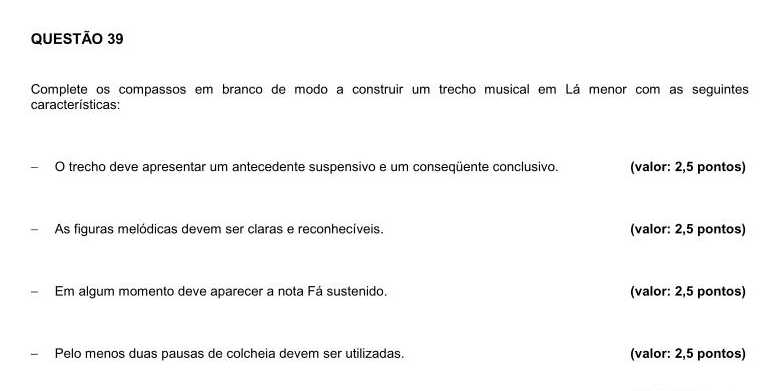 QUESTÃO 39
Complete os compassos em branco de modo a construir um trecho musical em Lá menor com as seguintes
características:
– O trecho deve apresentar um antecedente suspensivo e um conseqüente conclusivo. (valor: 2,5 pontos)
– As figuras melódicas devem ser claras e reconhecíveis. (valor: 2,5 pontos)
– Em algum momento deve aparecer a nota Fá sustenido. (valor: 2,5 pontos)
– Pelo menos duas pausas de colcheia devem ser utilizadas. (valor: 2,5 pontos)